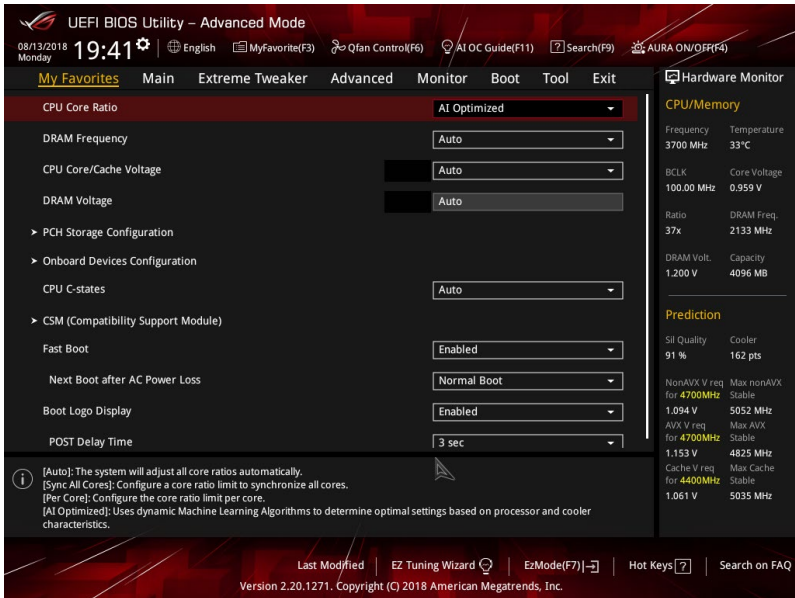 UEFI BIOS Utility – Advanced Mode
08/13/2018 Monday 19:41 English MyFavorite(F3) Qfan Control(F6) AI OC Guide(F11) Search(F9) AURA ON/OFF(F4)
My Favorites Main Extreme Tweaker Advanced Monitor Boot Tool Exit
CPU Core Ratio AI Optimized
DRAM Frequency Auto
CPU Core/Cache Voltage Auto
DRAM Voltage Auto
> PCH Storage Configuration
> Onboard Devices Configuration
CPU C-states Auto
> CSM (Compatibility Support Module)
Fast Boot Enabled
Next Boot after AC Power Loss Normal Boot
Boot Logo Display Enabled
POST Delay Time 3 sec
[Auto]: The system will adjust all core ratios automatically.
[Sync All Cores]: Configure a core ratio limit to synchronize all cores.
[Per Core]: Configure the core ratio limit per core.
[AI Optimized]: Uses dynamic Machine Learning Algorithms to determine optimal settings based on processor and cooler
characteristics.
Hardware Monitor
CPU/Memory
Frequency Temperature
3700 MHz 33°C
BCLK Core Voltage
100.00 MHz 0.959 V
Ratio DRAM Freq.
37x 2133 MHz
DRAM Volt. Capacity
1.200 V 4096 MB
Prediction
Sil Quality Cooler
91 % 162 pts
NonAVX V req Max nonAVX
for 4700MHz Stable
1.094 V 5052 MHz
AVX V req Max AVX
for 4700MHz Stable
1.153 V 4825 MHz
Cache V req Max Cache
for 4400MHz Stable
1.061 V 5035 MHz
Last Modified EZ Tuning Wizard EzMode(F7) Hot Keys ? Search on FAQ
Version 2.20.1271. Copyright (C) 2018 American Megatrends, Inc.